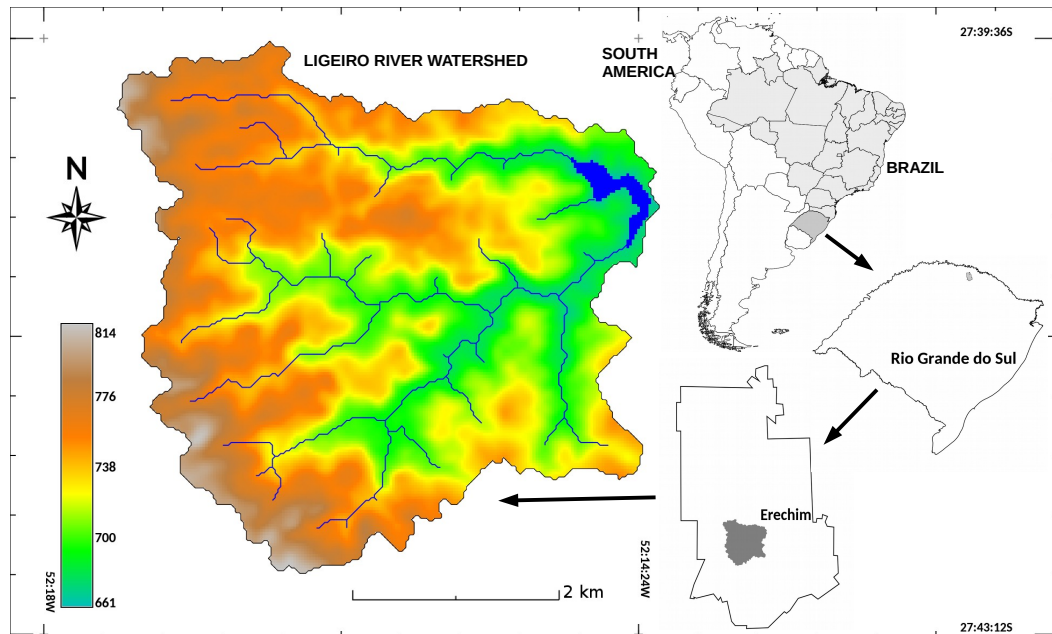 LIGEIRO RIVER WATERSHED
SOUTH
AMERICA
27:39:36S
BRAZIL
N
Rio Grande do Sul
814
776
738
700
661
Erechim
52:18W
52:14:24W
2 km
27:43:12S